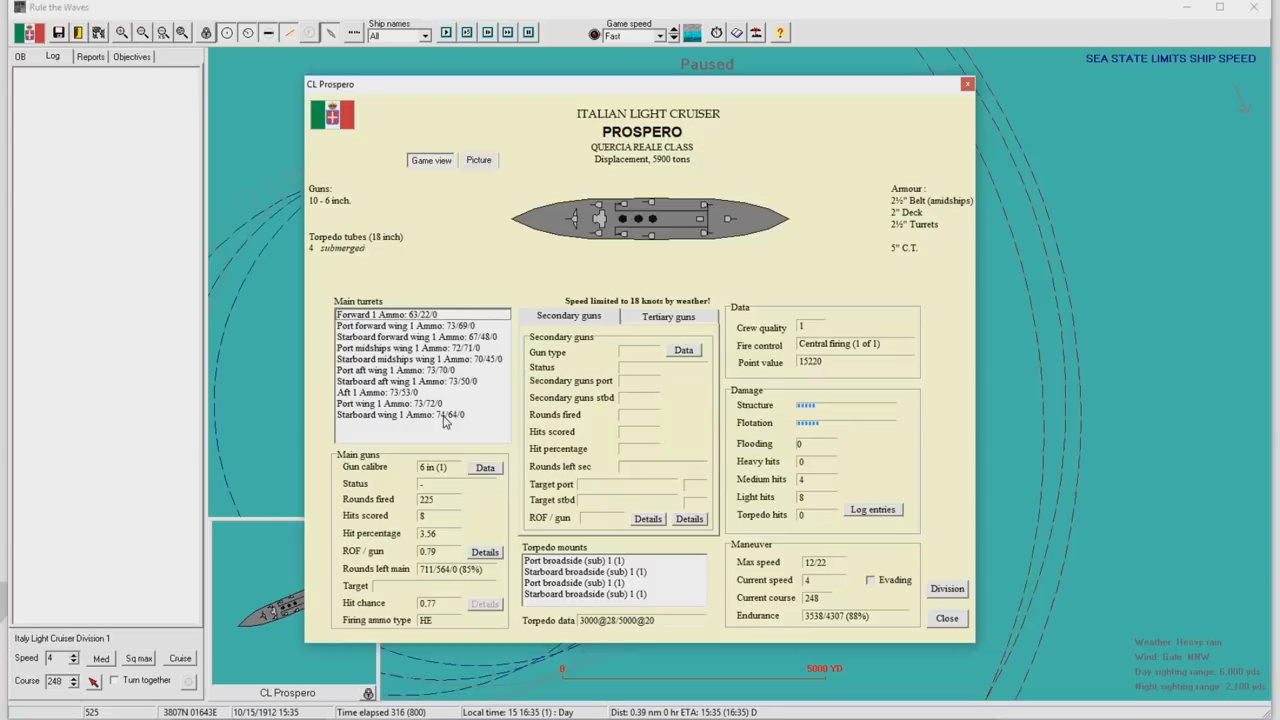 Rule the Waves
Ship names
All
Game speed
Fast
OB
Log
Reports
Objectives
Paused
SEA STATE LIMITS SHIP SPEED
CL Prospero
ITALIAN LIGHT CRUISER
PROSPERO
QUERCIA REALE CLASS
Displacement, 5900 tons
Game view
Picture
Guns:
10 - 6 inch.
Torpedo tubes (18 inch)
4 submerged
Armour :
2½" Belt (amidships)
2" Deck
2½" Turrets
5" C.T.
Main turrets
Forward 1 Ammo: 63/22/0
Port forward wing 1 Ammo: 73/69/0
Starboard forward wing 1 Ammo: 67/48/0
Port midships wing 1 Ammo: 72/71/0
Starboard midships wing 1 Ammo: 70/45/0
Port aft wing 1 Ammo: 73/70/0
Starboard aft wing 1 Ammo: 73/50/0
Aft 1 Ammo: 73/53/0
Port wing 1 Ammo: 73/72/0
Starboard wing 1 Ammo: 74/64/0
Main guns
Gun calibre 6 in (1) Data
Status -
Rounds fired 225
Hits scored 8
Hit percentage 3.56
ROF / gun 0.79 Details
Rounds left main 711/564/0 (85%)
Target
Hit chance 0.77 Details
Firing ammo type HE
Speed limited to 18 knots by weather!
Secondary guns
Tertiary guns
Secondary guns
Gun type Data
Status
Secondary guns port
Secondary guns stbd
Rounds fired
Hits scored
Hit percentage
Rounds left sec
Target port
Target stbd
ROF / gun Details Details
Torpedo mounts
Port broadside (sub) 1 (1)
Starboard broadside (sub) 1 (1)
Port broadside (sub) 1 (1)
Starboard broadside (sub) 1 (1)
Torpedo data 3000@28/5000@20
Data
Crew quality 1
Fire control Central firing (1 of 1)
Point value 15220
Damage
Structure
Flotation
Flooding 0
Heavy hits 0
Medium hits 4
Light hits 8
Torpedo hits 0
Log entries
Maneuver
Max speed 12/22
Current speed 4 Evading
Current course 248
Endurance 3538/4307 (88%)
Division
Close
Italy Light Cruiser Division 1
Speed 4 Med Sq max Cruise
Course 248 Turn together
CL Prospero
0
5000 YD
Weather: Heavy rain
Wind: Gale NNW
Day sighting range: 6,800 yds
Night sighting range: 2,100 yds
525
3807N 01643E
10/15/1912 15:35
Time elapsed 316 (800)
Local time: 15 16:35 (1) : Day
Dist: 0.39 nm 0 hr ETA: 15:35 (16:35) D